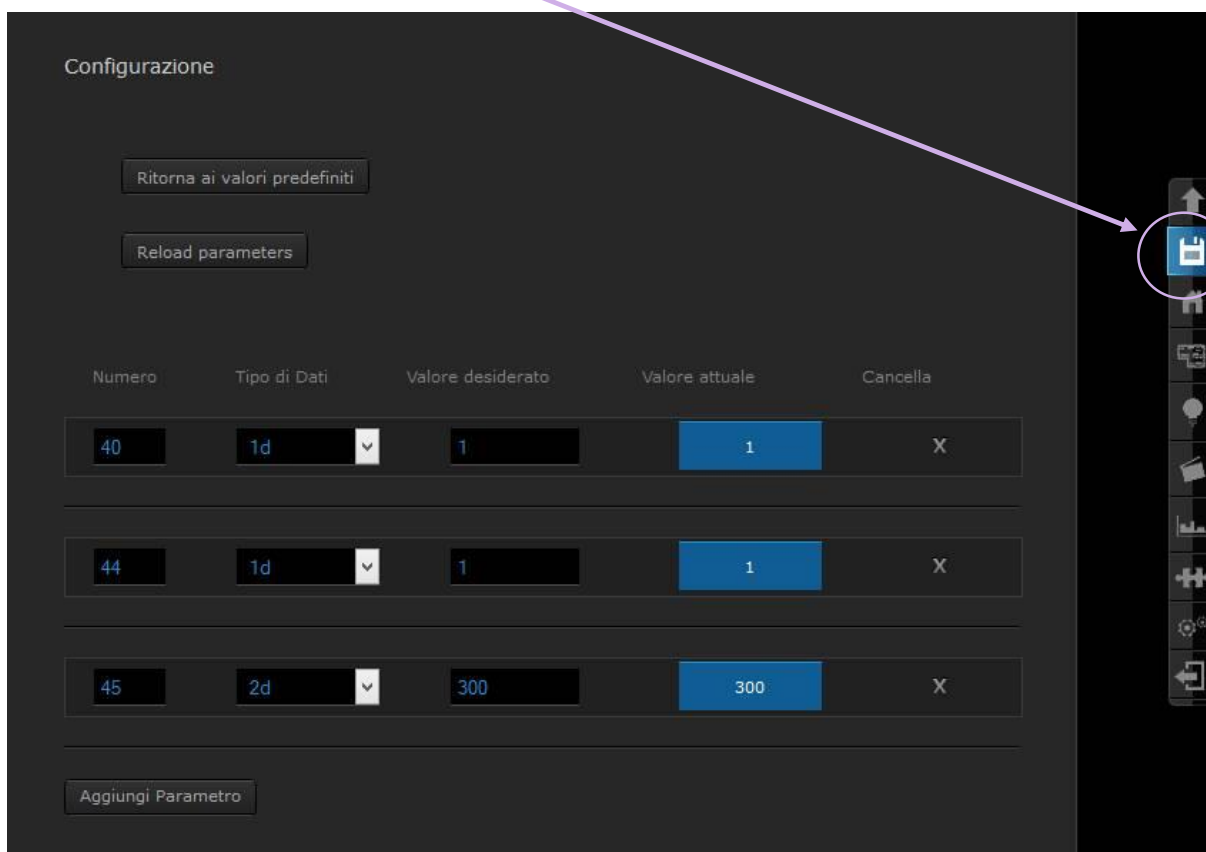 Configurazione
Ritorna ai valori predefiniti
Reload parameters
Numero Tipo di Dati Valore desiderato Valore attuale Cancella
40 1d 1 1 X
44 1d 1 1 X
45 2d 300 300 X
Aggiungi Parametro